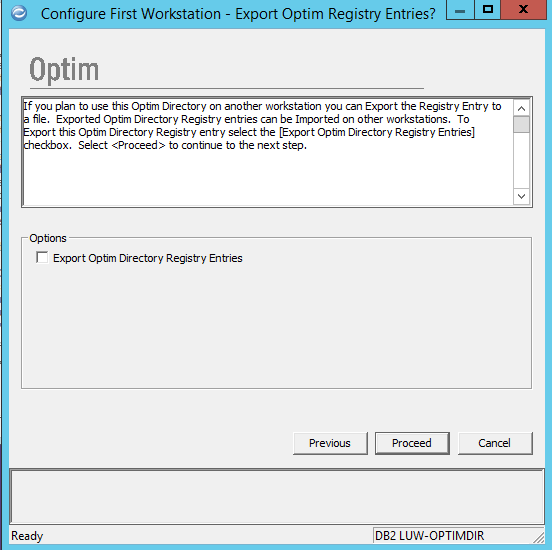 Configure First Workstation - Export Optim Registry Entries?
Optim
If you plan to use this Optim Directory on another workstation you can Export the Registry Entry to
a file.  Exported Optim Directory Registry entries can be Imported on other workstations.  To
Export this Optim Directory Registry entry select the [Export Optim Directory Registry Entries]
checkbox.  Select <Proceed> to continue to the next step.
Options
Export Optim Directory Registry Entries
Previous
Proceed
Cancel
Ready
DB2 LUW-OPTIMDIR